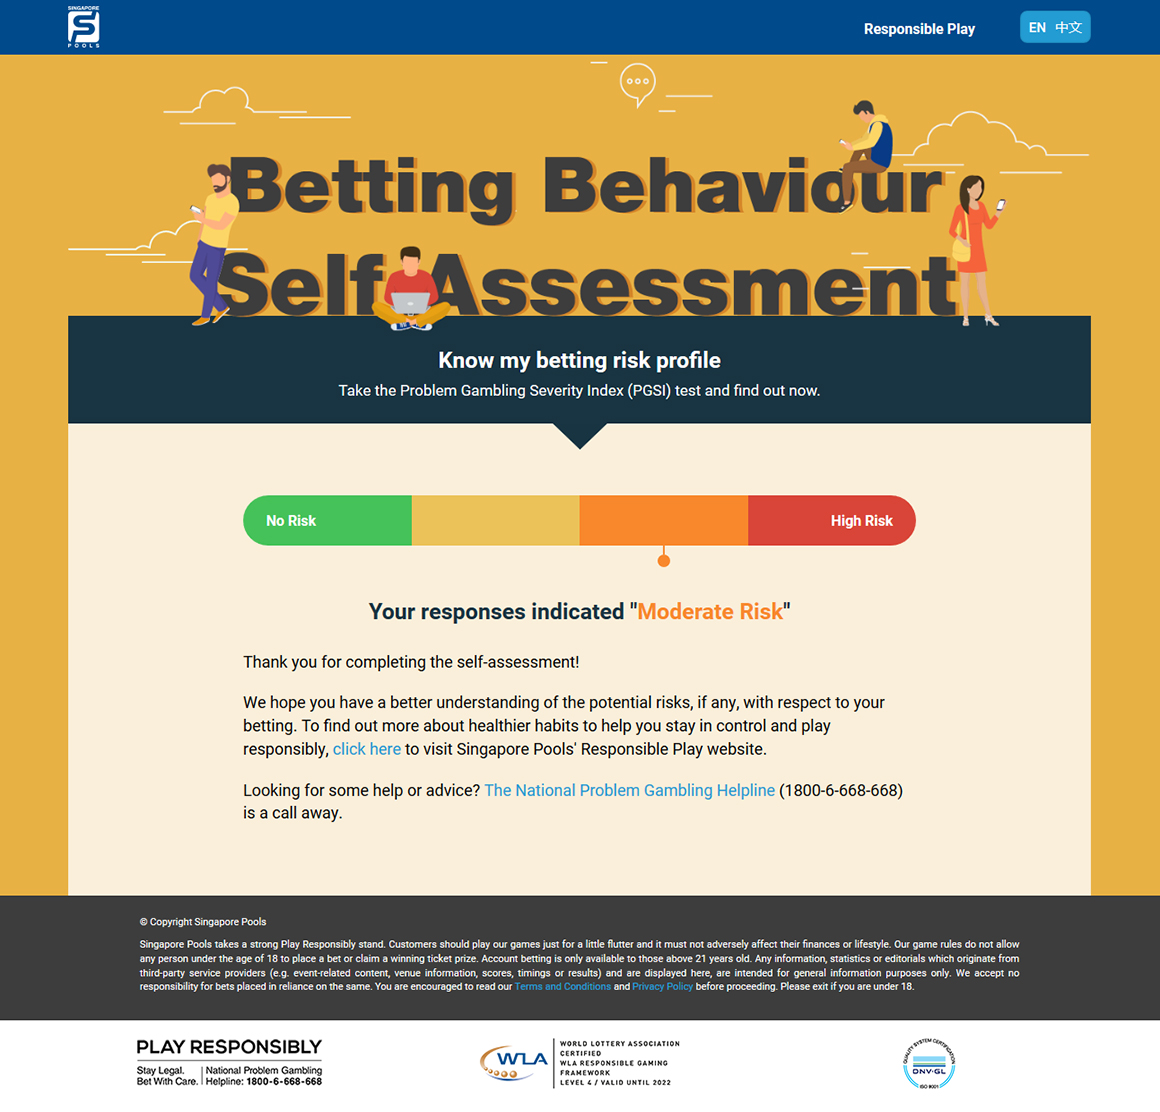 SINGAPORE
POOLS
Responsible Play
EN 中文
Betting Behaviour
Self Assessment
Know my betting risk profile
Take the Problem Gambling Severity Index (PGSI) test and find out now.
No Risk
High Risk
Your responses indicated "Moderate Risk"
Thank you for completing the self-assessment!
We hope you have a better understanding of the potential risks, if any, with respect to your
betting. To find out more about healthier habits to help you stay in control and play
responsibly, click here to visit Singapore Pools' Responsible Play website.
Looking for some help or advice? The National Problem Gambling Helpline (1800-6-668-668)
is a call away.
© Copyright Singapore Pools
Singapore Pools takes a strong Play Responsibly stand. Customers should play our games just for a little flutter and it must not adversely affect their finances or lifestyle. Our game rules do not allow
any person under the age of 18 to place a bet or claim a winning ticket prize. Account betting is only available to those above 21 years old. Any information, statistics or editorials which originate from
third-party service providers (e.g. event-related content, venue information, scores, timings or results) and are displayed here, are intended for general information purposes only. We accept no
responsibility for bets placed in reliance on the same. You are encouraged to read our Terms and Conditions and Privacy Policy before proceeding. Please exit if you are under 18.
PLAY RESPONSIBLY
Stay Legal.
Bet With Care.
National Problem Gambling
Helpline: 1800-6-668-668
WLA
WORLD LOTTERY ASSOCIATION
CERTIFIED
WLA RESPONSIBLE GAMING
FRAMEWORK
LEVEL 4 / VALID UNTIL 2022
QUALITY SYSTEM CERTIFICATION
DNV·GL
ISO 9001